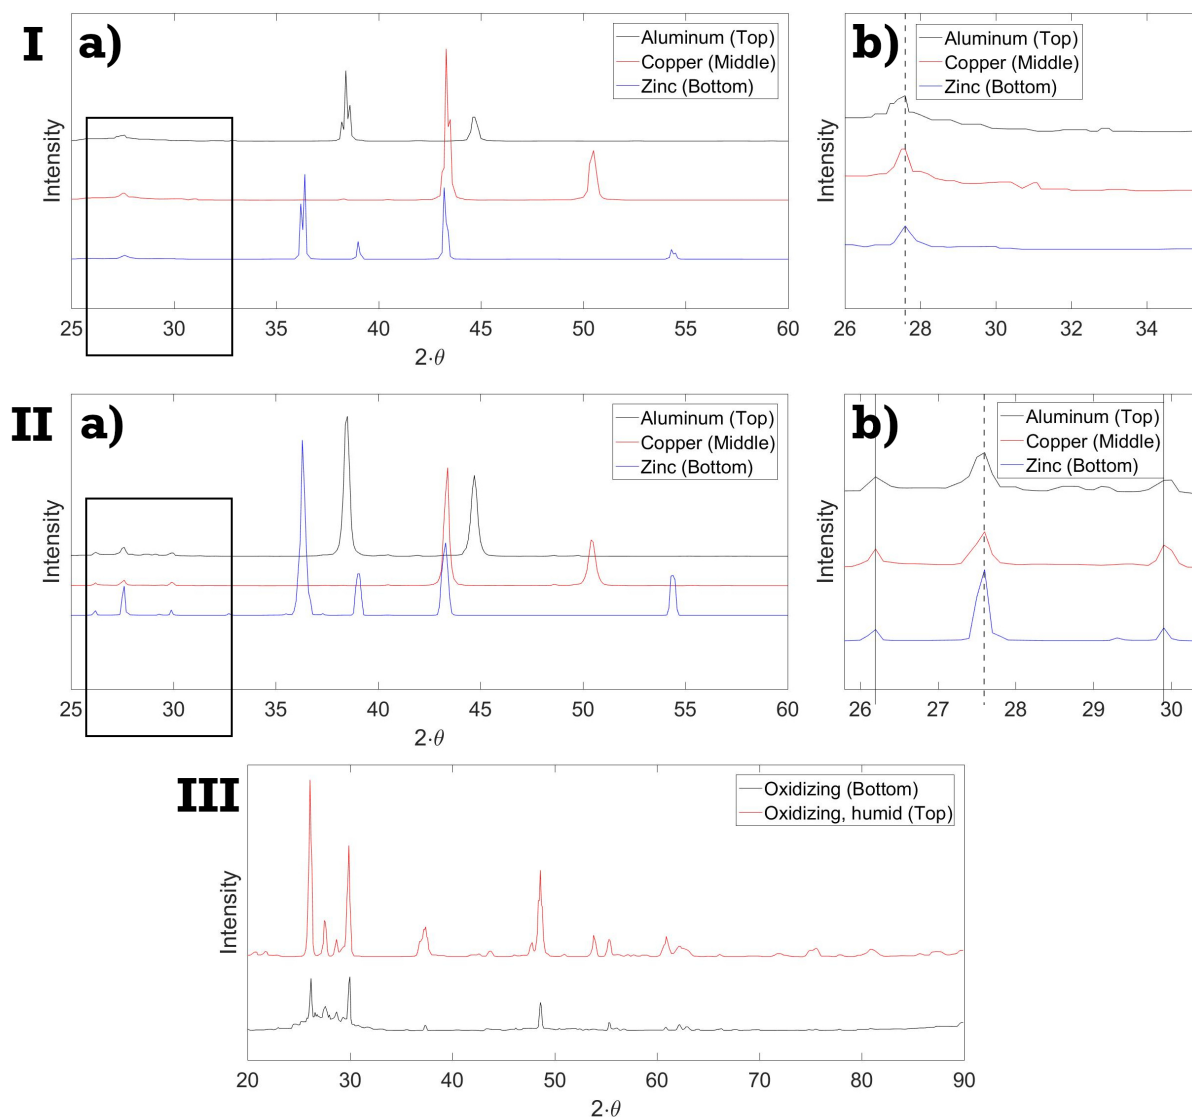 I a) b)
Aluminum (Top)
Copper (Middle)
Zinc (Bottom)
Aluminum (Top)
Copper (Middle)
Zinc (Bottom)
Intensity
Intensity
25 30 35 40 45 50 55 60
2·θ
26 28 30 32 34
II a) b)
Aluminum (Top)
Copper (Middle)
Zinc (Bottom)
Aluminum (Top)
Copper (Middle)
Zinc (Bottom)
Intensity
Intensity
25 30 35 40 45 50 55 60
2·θ
26 27 28 29 30
III
Oxidizing (Bottom)
Oxidizing, humid (Top)
Intensity
20 30 40 50 60 70 80 90
2·θ